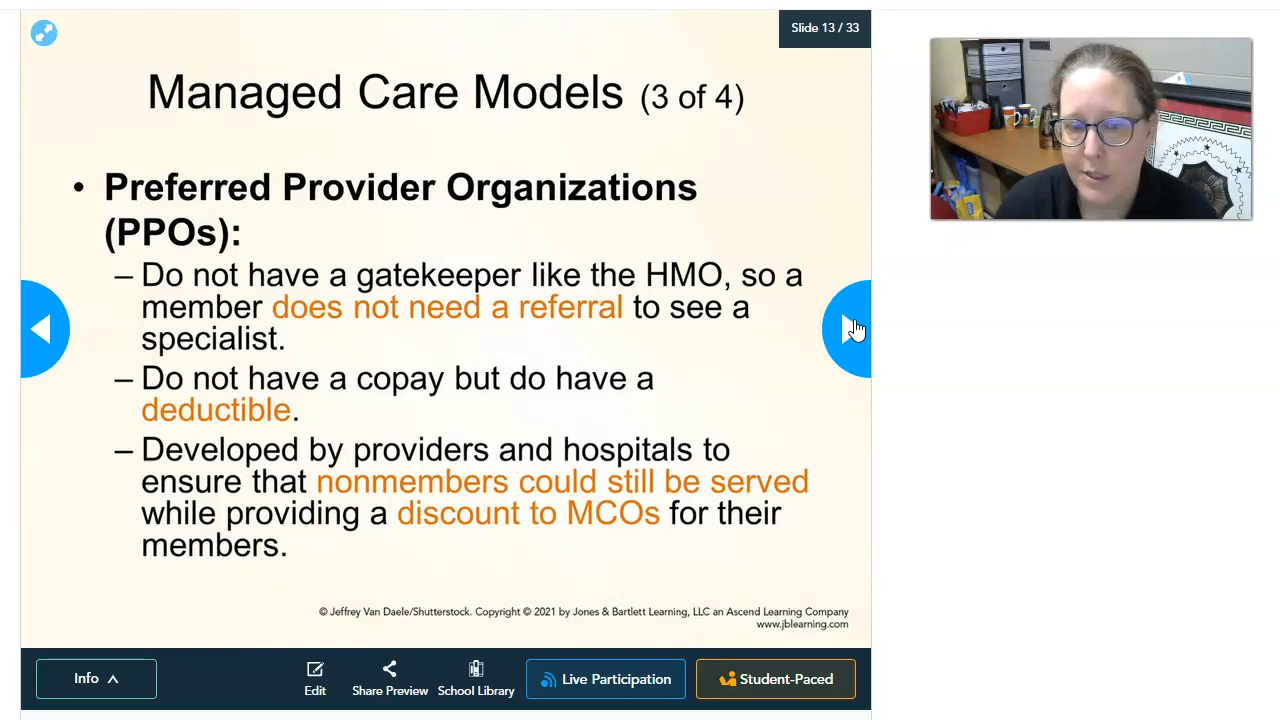 Slide 13 / 33
Managed Care Models (3 of 4)
• Preferred Provider Organizations
(PPOs):
– Do not have a gatekeeper like the HMO, so a
member does not need a referral to see a
specialist.
– Do not have a copay but do have a
deductible.
– Developed by providers and hospitals to
ensure that nonmembers could still be served
while providing a discount to MCOs for their
members.
© Jeffrey Van Daele/Shutterstock. Copyright © 2021 by Jones & Bartlett Learning, LLC an Ascend Learning Company
www.jblearning.com
Info
Edit
Share Preview
School Library
Live Participation
Student-Paced